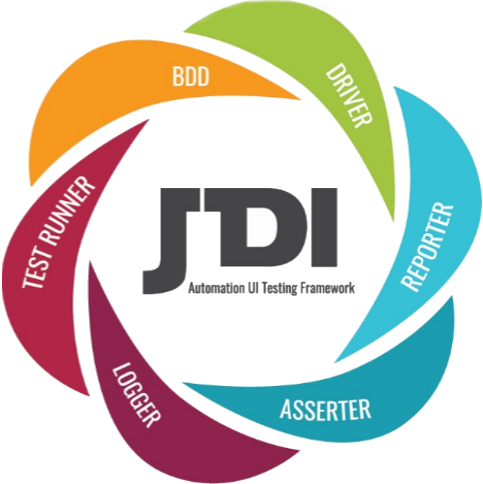 BDD
DRIVER
REPORTER
ASSERTER
LOGGER
TEST RUNNER
JDI
Automation UI Testing Framework